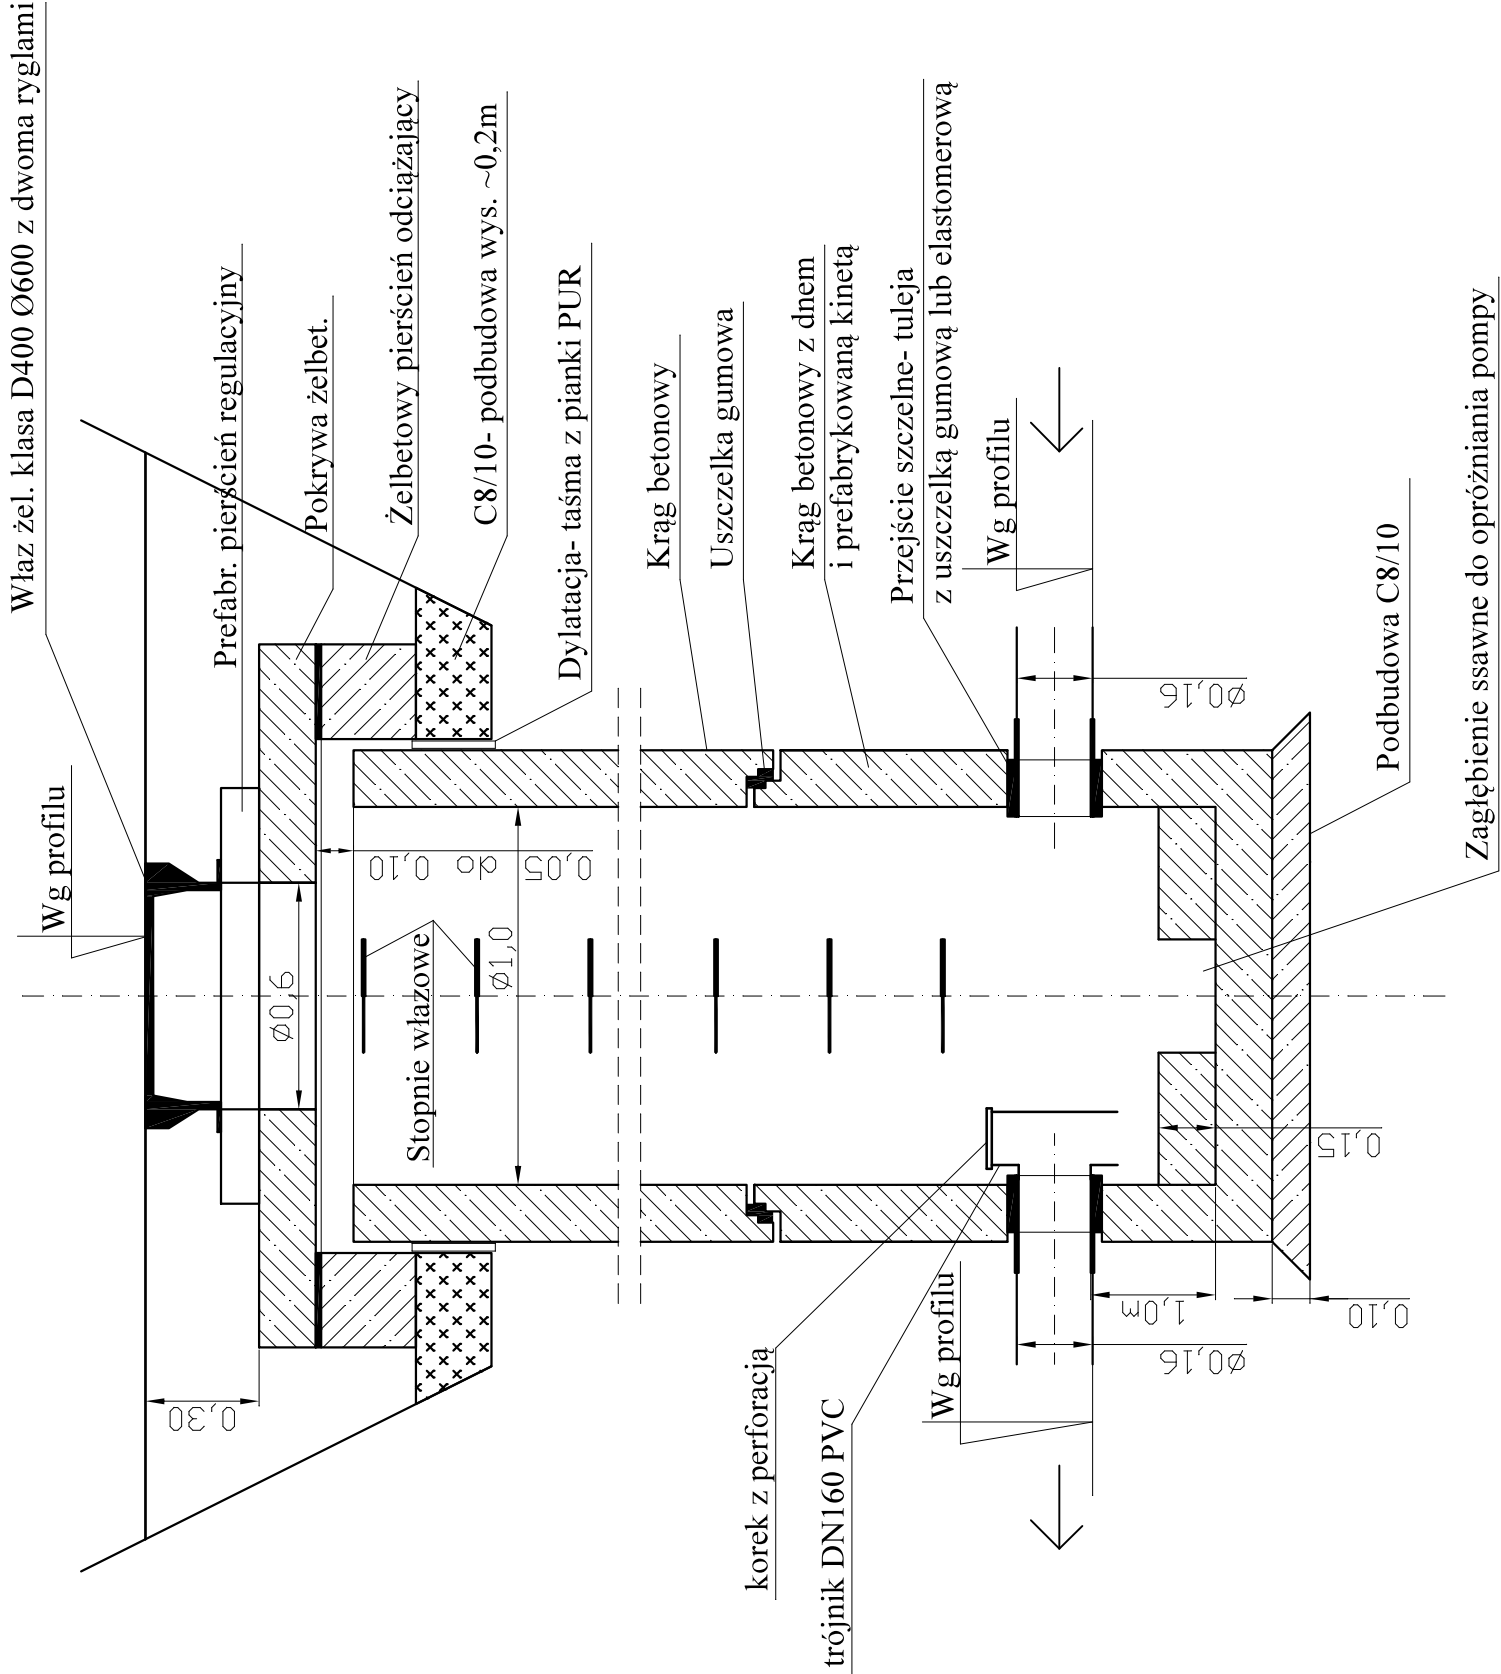 Właz żel. klasa D400 Ø600 z dwoma ryglami
Wg profilu
Prefabr. pierścień regulacyjny
Pokrywa żelbet.
Żelbetowy pierścień odciążający
C8/10- podbudowa wys. ~0,2m
Dylatacja- taśma z pianki PUR
0,30
Ø0,6
0,05 do 0,10
Stopnie włazowe
Ø1,0
Krąg betonowy
Uszczelka gumowa
Krąg betonowy z dnem
i prefabrykowaną kinetą
Przejście szczelne- tuleja
z uszczelką gumową lub elastomerową
Wg profilu
Ø0,16
korek z perforacją
trójnik DN160 PVC
Wg profilu
Ø0,16
1,0m
0,15
0,10
Podbudowa C8/10
Zagłębienie ssawne do opróżniania pompy